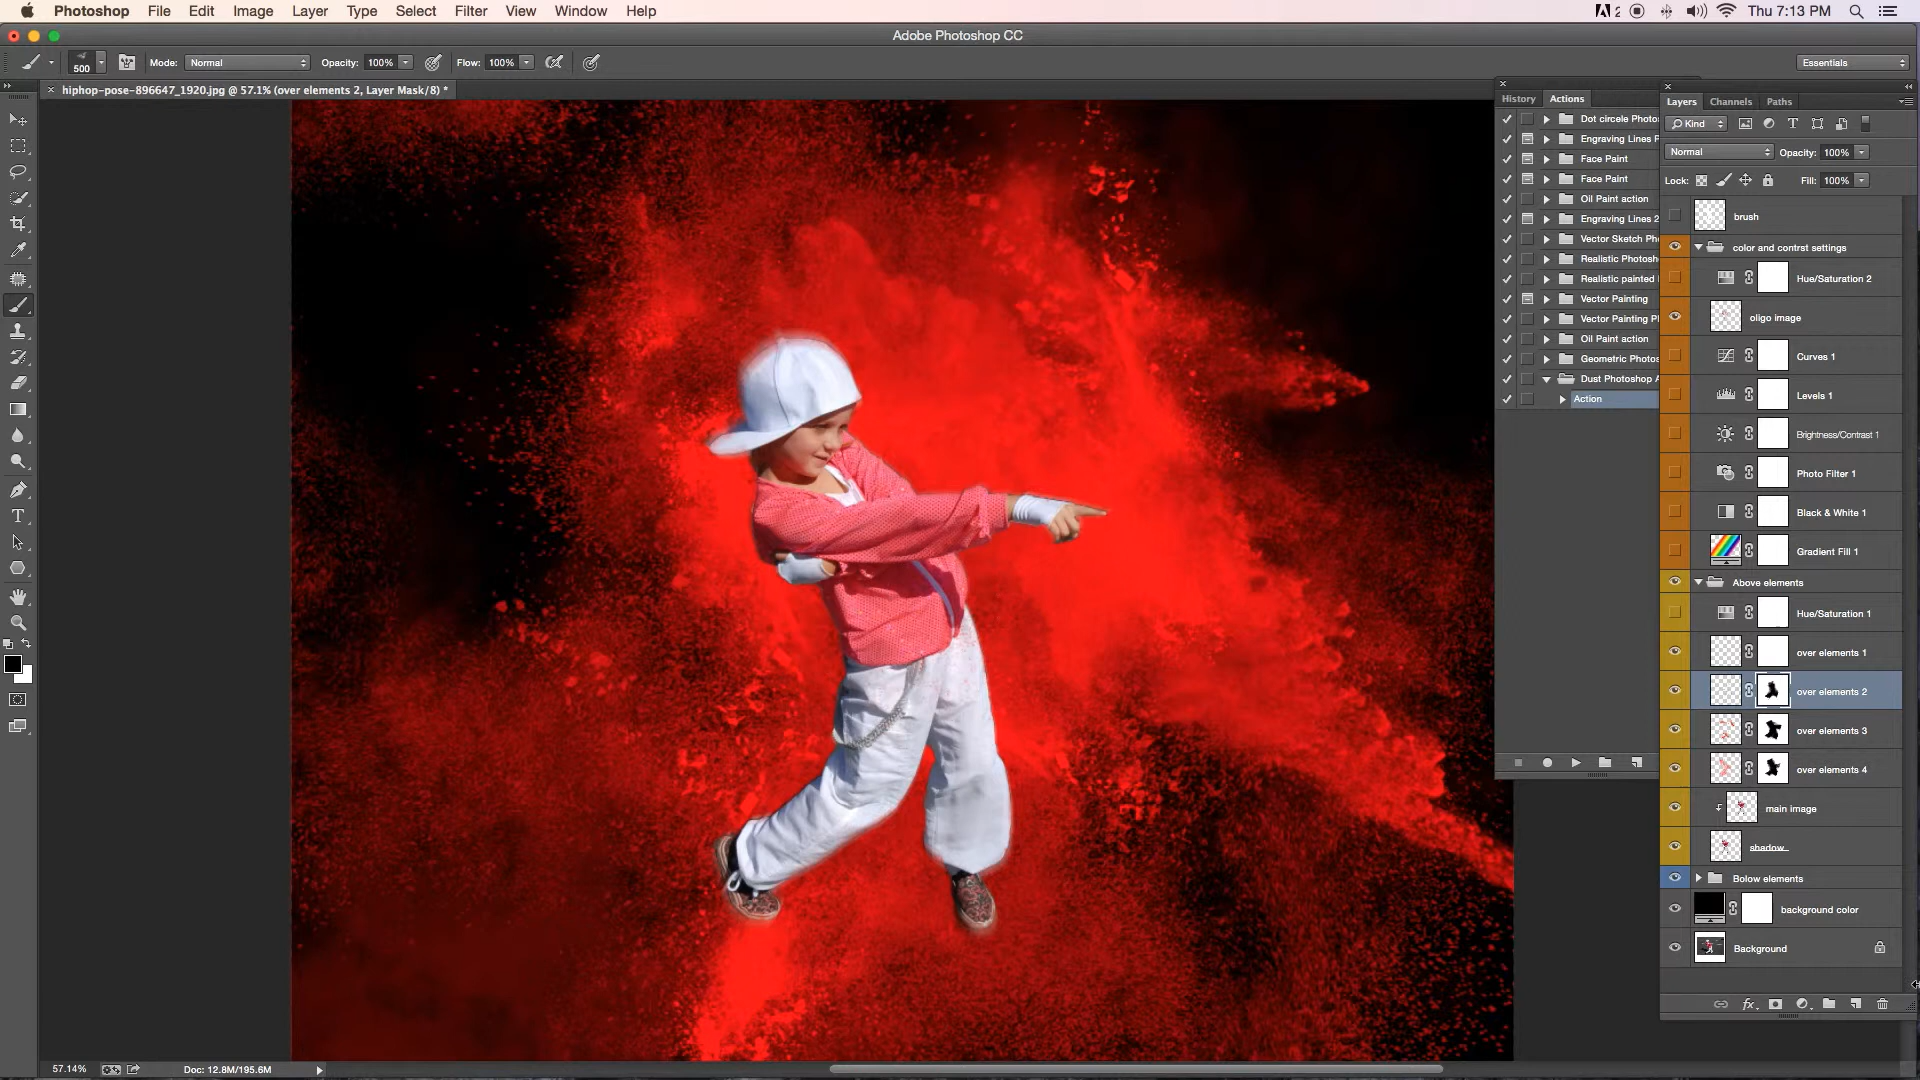 Photoshop File Edit Image Layer Type Select Filter View Window Help
2 Thu 7:13 PM
Adobe Photoshop CC
500 Mode: Normal Opacity: 100% Flow: 100% Essentials
hiphop-pose-896647_1920.jpg @ 57.1% (over elements 2, Layer Mask/8) *
History Actions
Dot circele Photos
Engraving Lines P
Face Paint
Face Paint
Oil Paint action
Engraving Lines 2
Vector Sketch Pho
Realistic Photosh
Realistic painted
Vector Painting
Vector Painting Pl
Oil Paint action
Geometric Photos
Dust Photoshop A
Action
Layers Channels Paths
Kind
Normal Opacity: 100%
Lock: Fill: 100%
brush
color and contrst settings
Hue/Saturation 2
oligo image
Curves 1
Levels 1
Brightness/Contrast 1
Photo Filter 1
Black & White 1
Gradient Fill 1
Above elements
Hue/Saturation 1
over elements 1
over elements 2
over elements 3
over elements 4
main image
shadow
Bolow elements
background color
Background
fx
57.14% Doc: 12.8M/195.6M